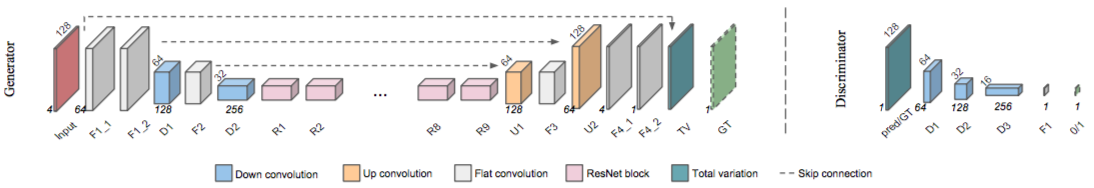 Generator
128
4
64
64
128
32
256
...
64
128
128
64
4
1
Input
F1_1
F1_2
D1
F2
D2
R1
R2
R8
R9
U1
F3
U2
F4_1
F4_2
TV
GT
Discriminator
128
1
64
64
32
128
16
256
1
1
pred/GT
D1
D2
D3
F1
0/1
Down convolution
Up convolution
Flat convolution
ResNet block
Total variation
Skip connection